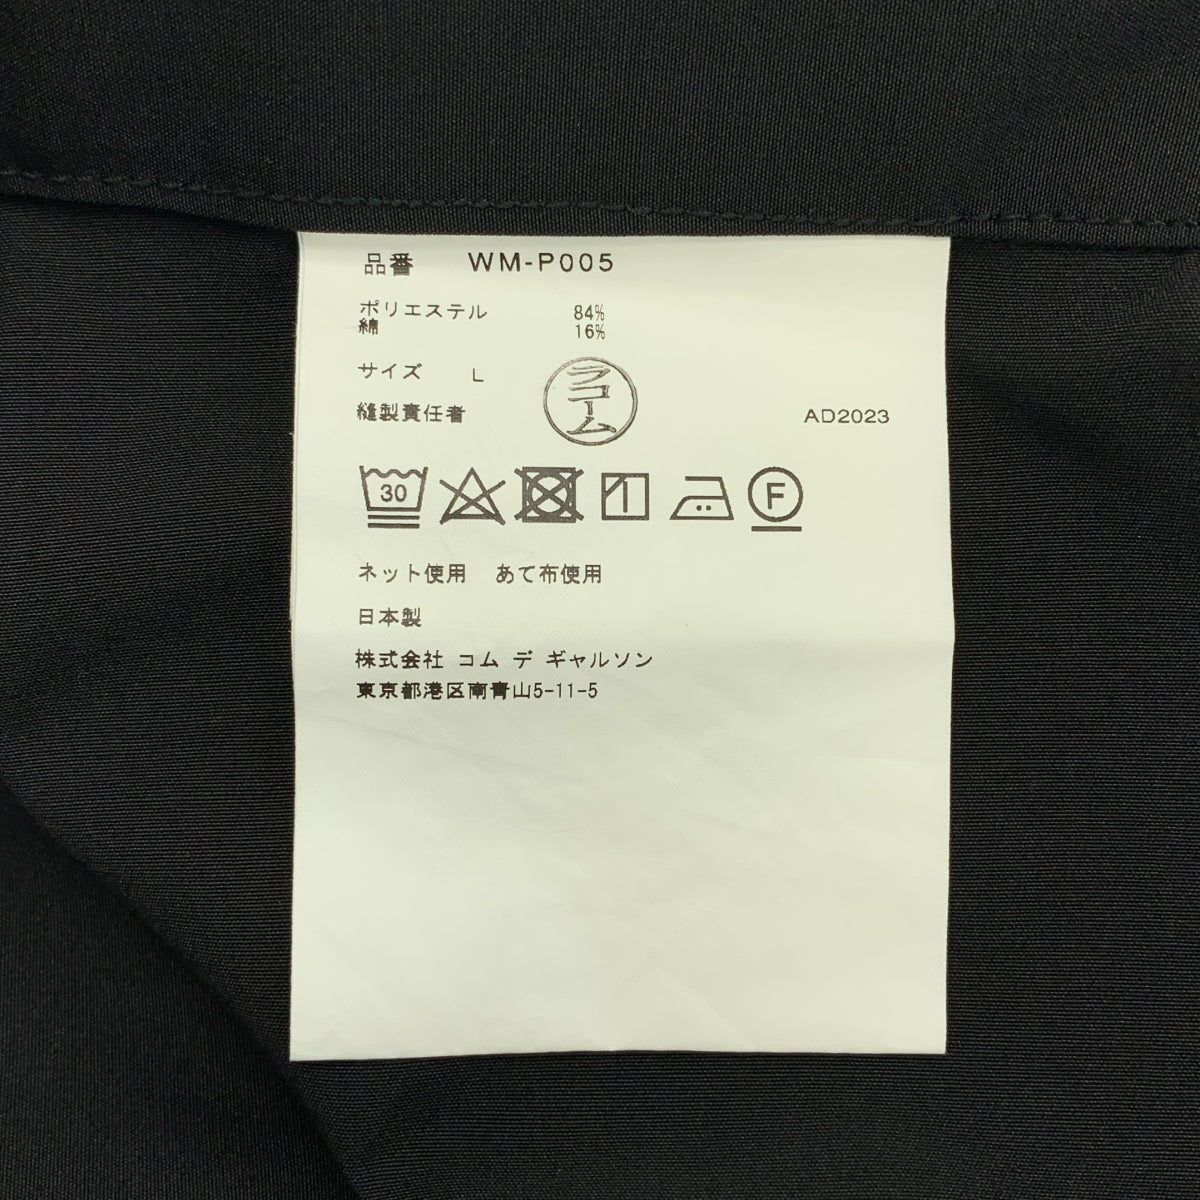 品番 WM-P005
ポリエステル 84%
綿 16%
サイズ L
ラコーム
縫製責任者 AD2023
30 F
ネット使用 あて布使用
日本製
株式会社 コム デ ギャルソン
東京都港区南青山5-11-5